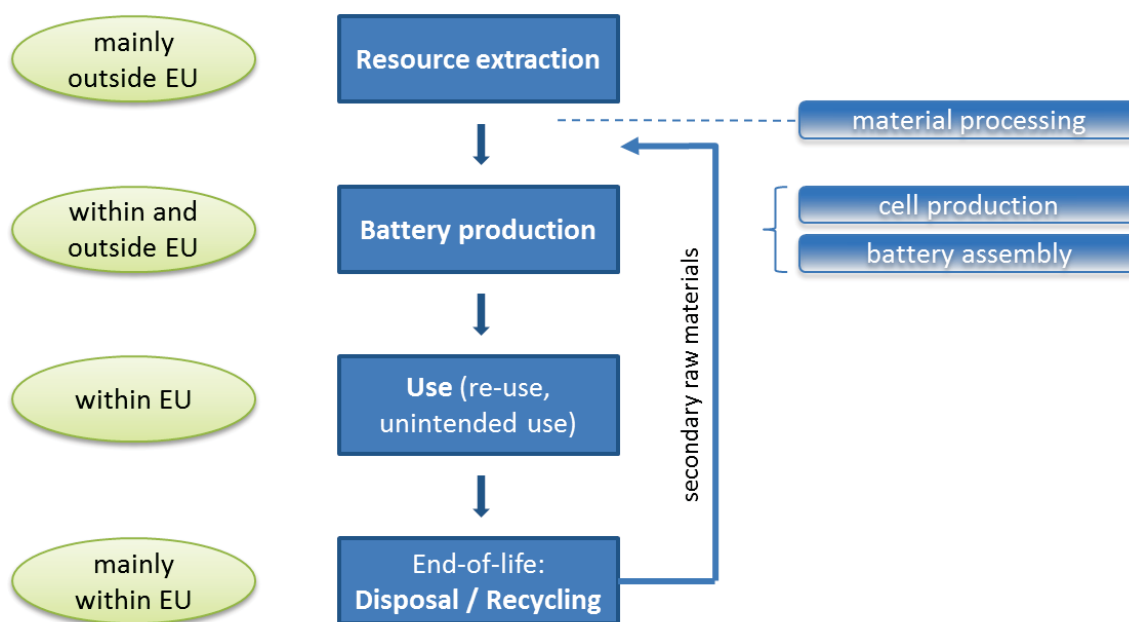 mainly
outside EU
Resource extraction
material processing
within and
outside EU
Battery production
cell production
battery assembly
secondary raw materials
within EU
Use (re-use,
unintended use)
mainly
within EU
End-of-life:
Disposal / Recycling